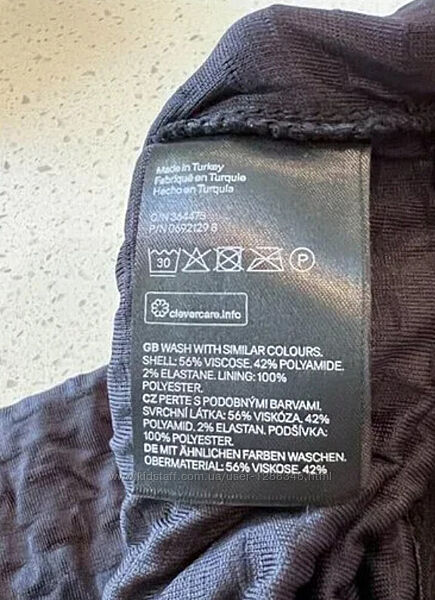 Made in Turkey
Fabriqué en Turquie
Hecho en Turquía
O/N 364475
P/N 0692129 8
30 P
clevercare.info
GB WASH WITH SIMILAR COLOURS.
SHELL: 56% VISCOSE. 42% POLYAMIDE.
2% ELASTANE. LINING: 100%
POLYESTER.
CZ PERTE S PODOBNÝMI BARVAMI.
SVRCHNÍ LÁTKA: 56% VISKÓZA. 42%
POLYAMID. 2% ELASTAN. PODŠÍVKA:
100% POLYESTER.
DE MIT ÄHNLICHEN FARBEN WASCHEN.
OBERMATERIAL: 56% VISKOSE. 42%